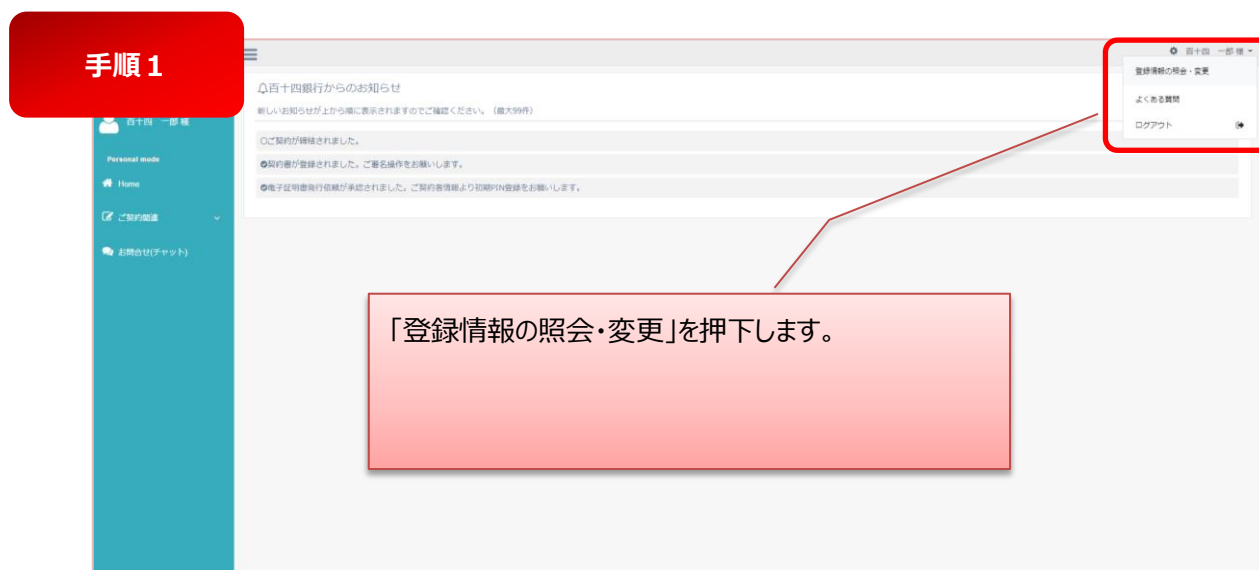 手順1
百十四 一郎 様
登録情報の照会・変更
よくある質問
ログアウト
百十四銀行からのお知らせ
新しいお知らせが上から順に表示されますのでご確認ください。（最大99件）
ご契約が締結されました。
契約書が登録されました。ご署名操作をお願いします。
電子証明書発行依頼が承認されました。ご契約者情報より初期PIN登録をお願いします。
百十四 一郎 様
Personal mode
Home
ご契約関連
お問合せ(チャット)
「登録情報の照会・変更」を押下します。